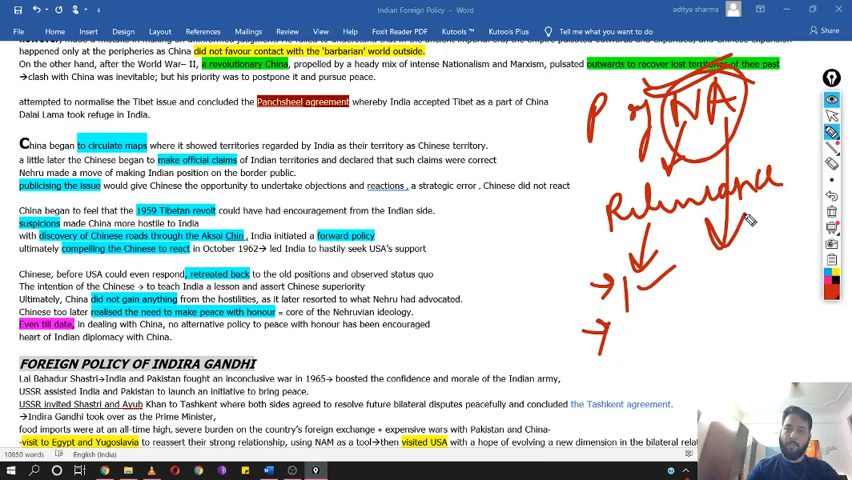 Indian Foreign Policy - Word
aditya sharma
File Home Insert Design Layout References Mailings Review View Help Kutools ™ Kutools Plus Tell me what you want to do Share
happened only at the peripheries as China did not favour contact with the ‘barbarian’ world outside.
On the other hand, after the World War– II, a revolutionary China, propelled by a heady mix of intense Nationalism and Marxism, pulsated outwards to recover lost territories of thee past
→clash with China was inevitable; but his priority was to postpone it and pursue peace.
attempted to normalise the Tibet issue and concluded the Panchsheel agreement whereby India accepted Tibet as a part of China
Dalai Lama took refuge in India.
China began to circulate maps where it showed territories regarded by India as their territory as Chinese territory.
a little later the Chinese began to make official claims of Indian territories and declared that such claims were correct
Nehru made a move of making Indian position on the border public.
publicising the issue would give Chinese the opportunity to undertake objections and reactions, a strategic error, Chinese did not react
China began to feel that the 1959 Tibetan revolt could have had encouragement from the Indian side.
suspicions made China more hostile to India
with discovery of Chinese roads through the Aksai Chin, India initiated a forward policy
ultimately compelling the Chinese to react in October 1962→ led India to hastily seek USA's support
Chinese, before USA could even respond, retreated back to the old positions and observed status quo
The intention of the Chinese → to teach India a lesson and assert Chinese superiority
Ultimately, China did not gain anything from the hostilities, as it later resorted to what Nehru had advocated.
Chinese to later realised the need to make peace with honour = core of the Nehruvian ideology.
Even till date, in dealing with China, no alternative policy to peace with honour has been encouraged
heart of Indian diplomacy with China.
P of NA
Relevance
FOREIGN POLICY OF INDIRA GANDHI
Lal Bahadur Shastri→India and Pakistan fought an inconclusive war in 1965→ boosted the confidence and morale of the Indian army,
USSR assisted India and Pakistan to launch an initiative to bring peace.
USSR invited Shastri and Ayub Khan to Tashkent where both sides agreed to resolve future bilateral disputes peacefully and concluded the Tashkent agreement.
→Indira Gandhi took over as the Prime Minister,
food imports were at an all-time high, severe burden on the country's foreign exchange + expensive wars with Pakistan and China-
-visit to Egypt and Yugoslavia to reassert their strong relationship, using NAM as a tool→then visited USA with a hope of evolving a new dimension in the bilateral
10850 words English (India)